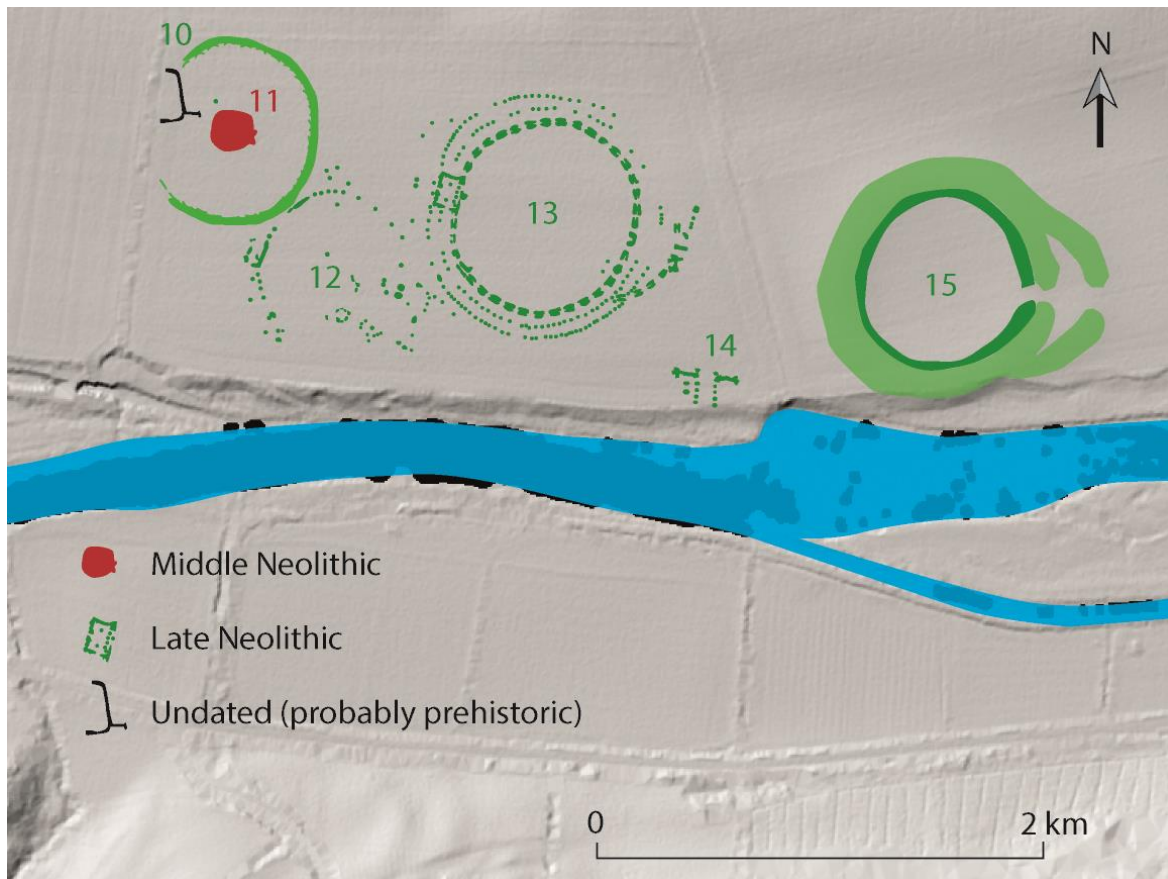 10
N
11
13
12
15
14
Middle Neolithic
Late Neolithic
Undated (probably prehistoric)
0
2 km